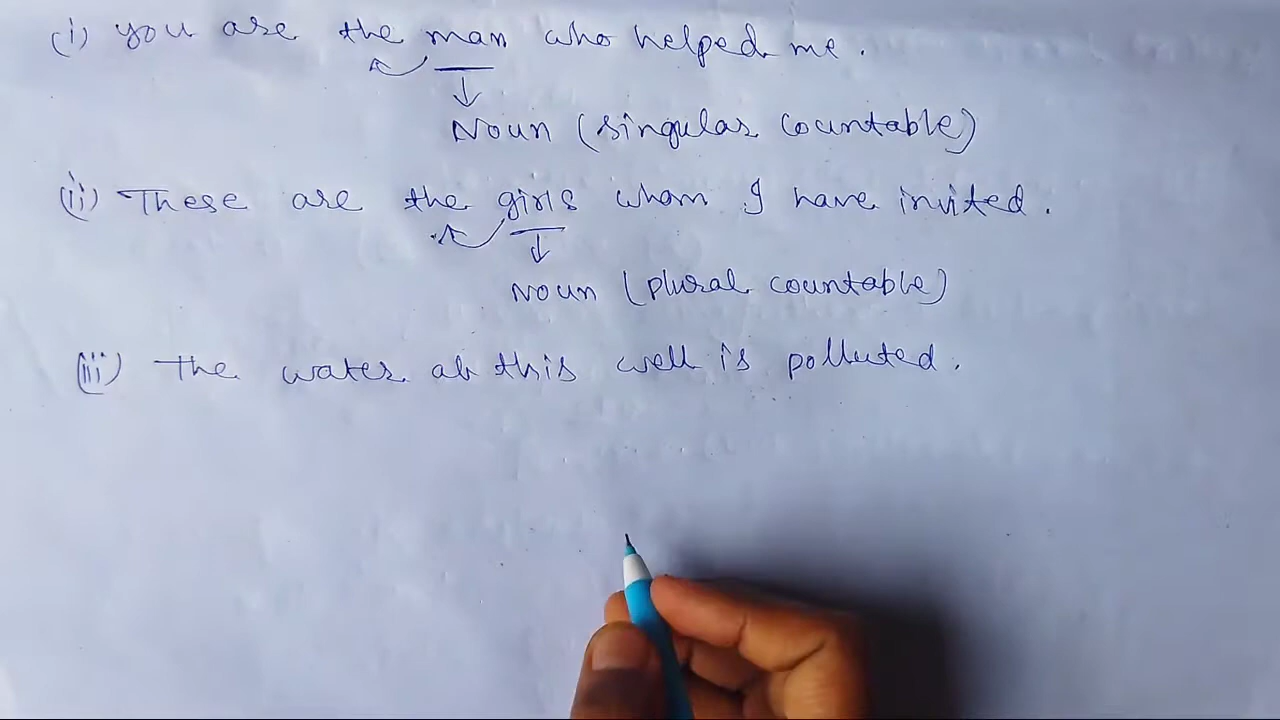 (i) you are the man who helped me.
Noun (singular countable)
(ii) These are the girls whom I have invited.
Noun (plural countable)
(iii) The water of this well is polluted.